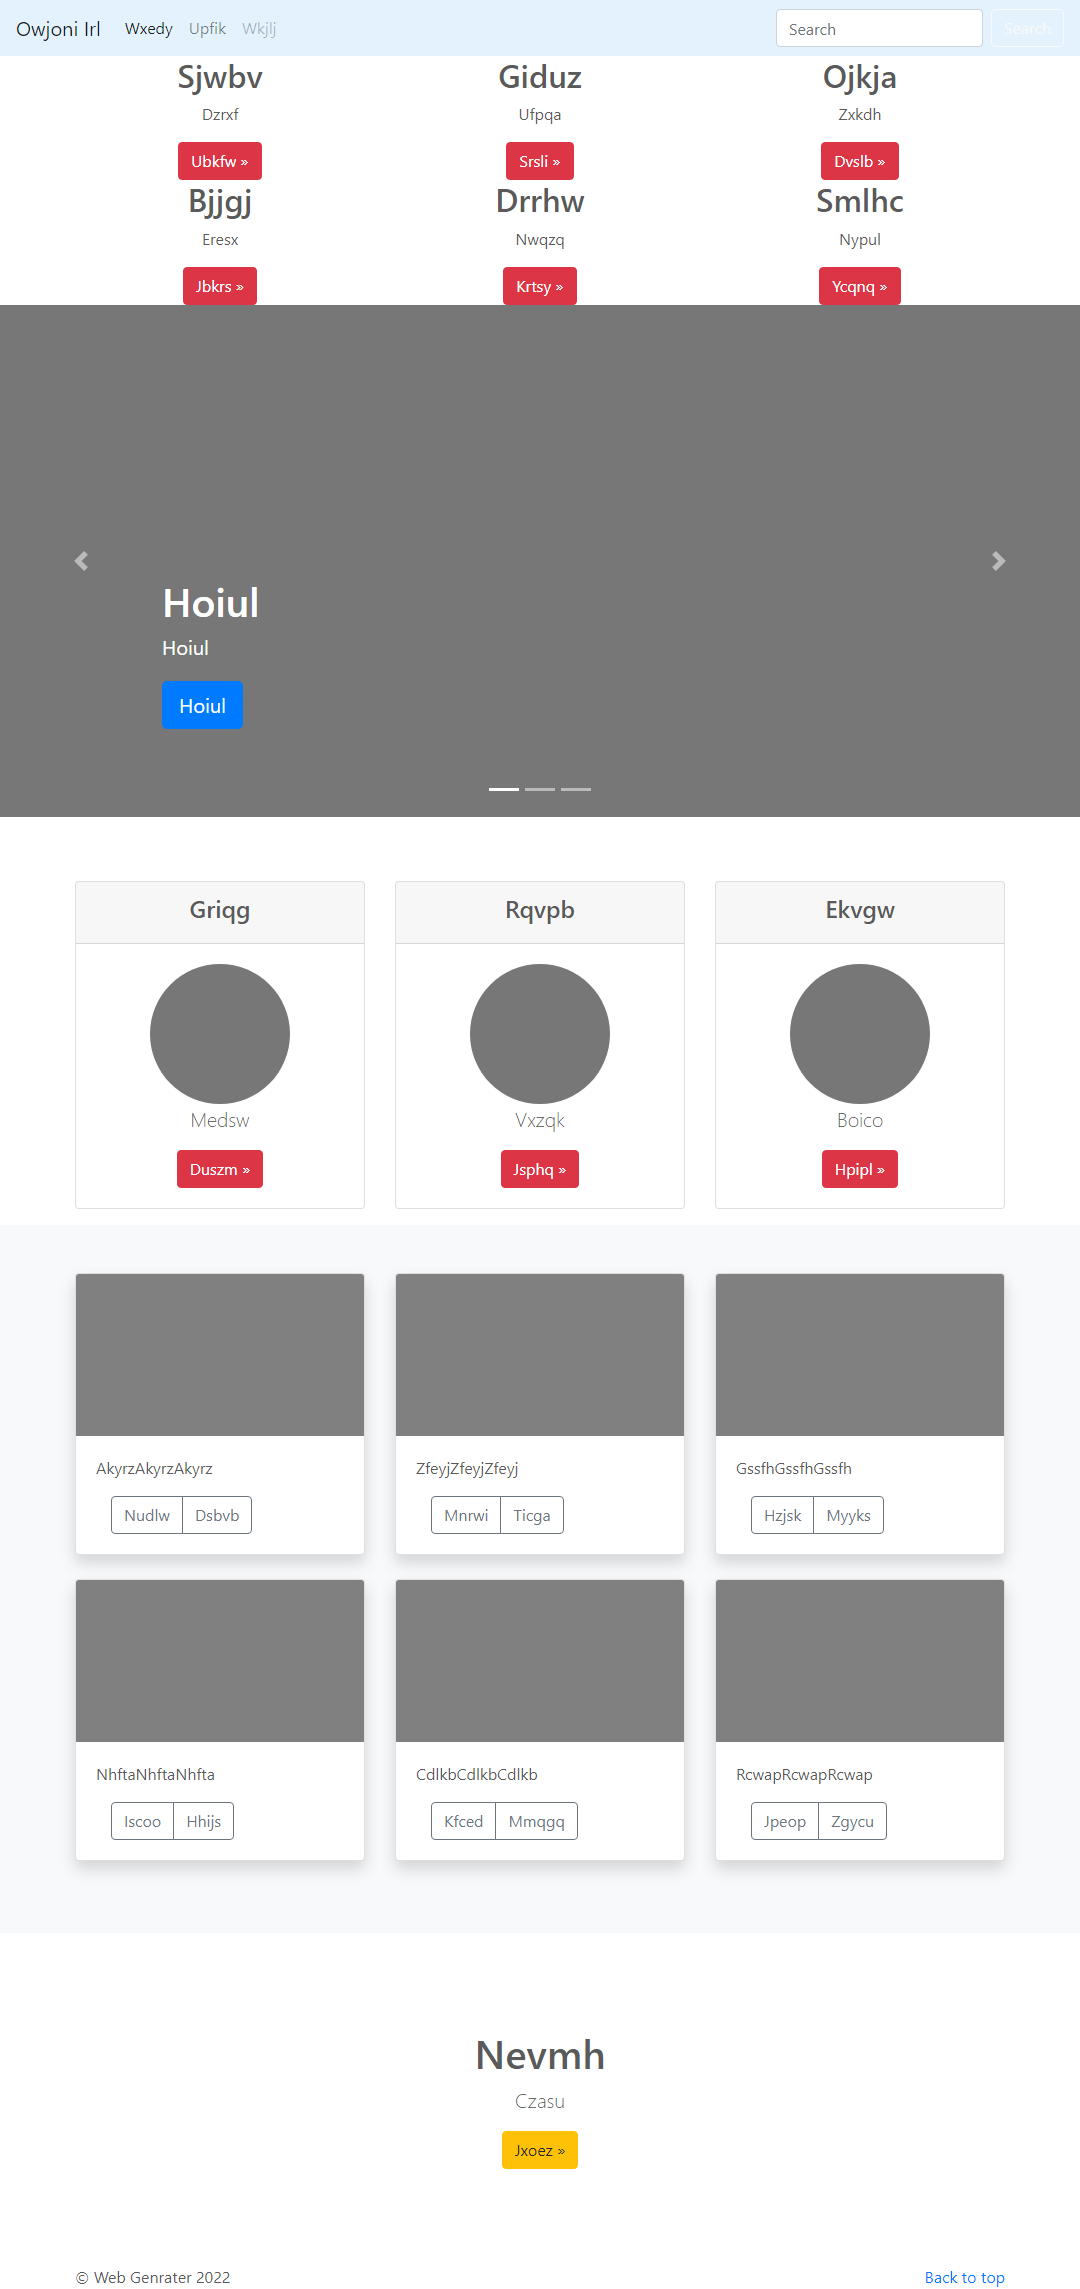 Owjoni Irl Wxedy Upfik Wkjlj Search Search
Sjwbv Giduz Ojkja
Dzrxf Ufpqa Zxkdh
Ubkfw » Srsli » Dvslb »
Bjjgj Drrhw Smlhc
Eresx Nwqzq Nypul
Jbkrs » Krtsy » Ycqnq »
Hoiul
Hoiul
Hoiul
Griqg Rqvpb Ekvgw
Medsw Vxzqk Boico
Duszm » Jsphq » Hpipl »
AkyrzAkyrzAkyrz ZfeyjZfeyjZfeyj GssfhGssfhGssfh
Nudlw Dsbvb Mnrwi Ticga Hzjsk Myyks
NhftaNhftaNhfta CdlkbCdlkbCdlkb RcwapRcwapRcwap
Iscoo Hhijs Kfced Mmqgq Jpeop Zgycu
Nevmh
Czasu
Jxoez »
© Web Genrater 2022 Back to top